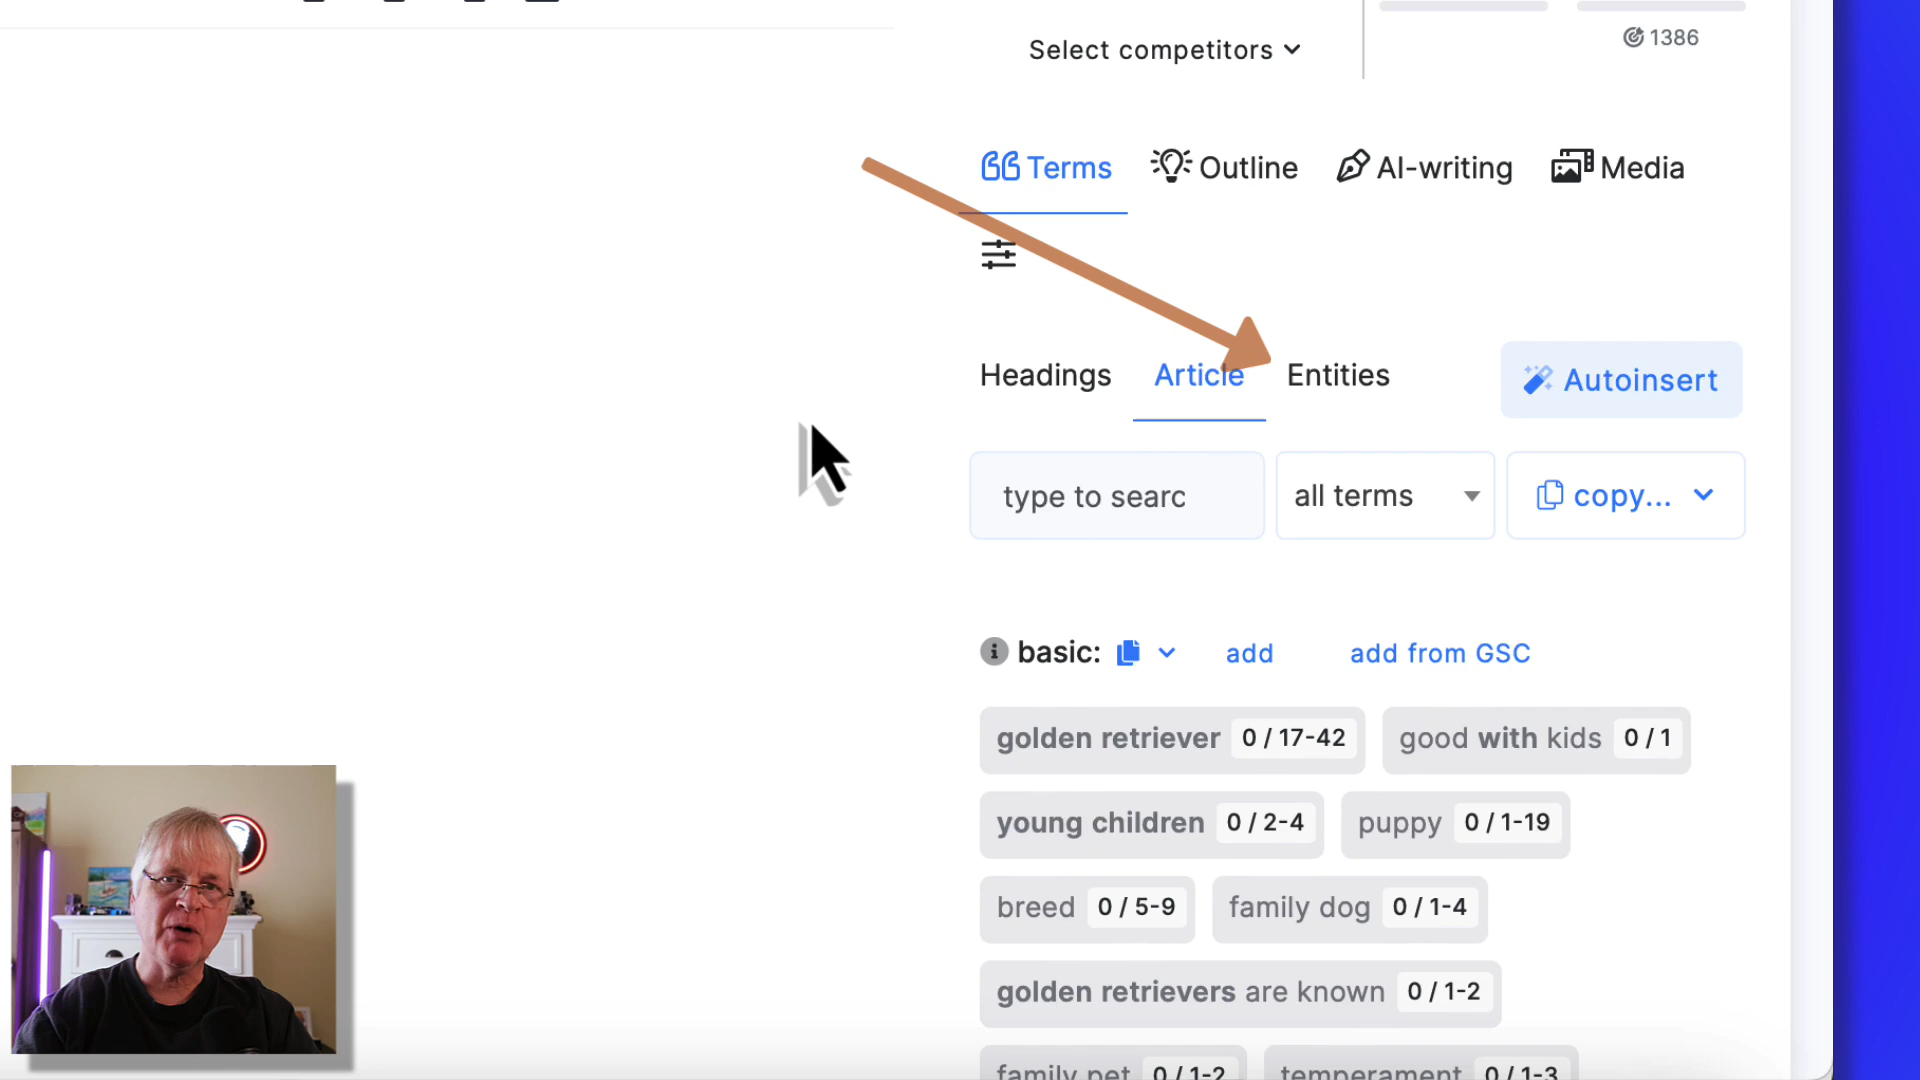 Select competitors
1386
Terms Outline AI-writing Media
Headings Article Entities Autoinsert
type to searc all terms copy...
basic: add add from GSC
golden retriever 0 / 17-42 good with kids 0 / 1
young children 0 / 2-4 puppy 0 / 1-19
breed 0 / 5-9 family dog 0 / 1-4
golden retrievers are known 0 / 1-2
family pet 0 / 1-2 temperament 0 / 1-3